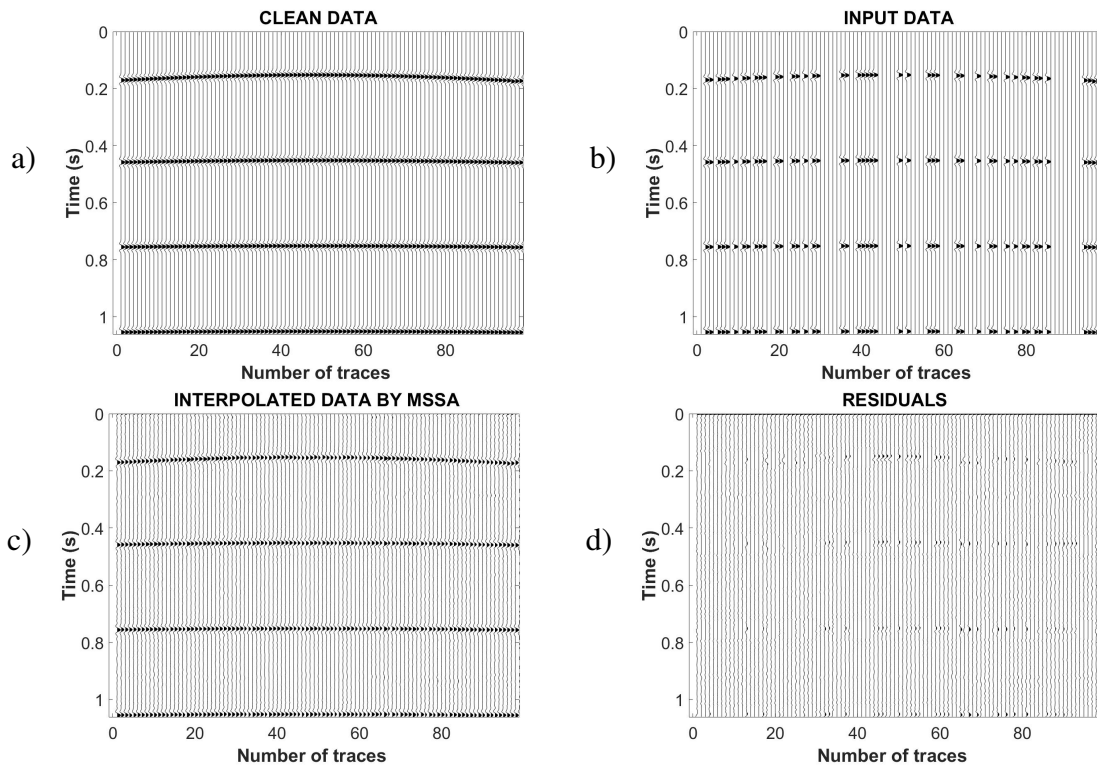 a)
CLEAN DATA
Time (s)
0
0.2
0.4
0.6
0.8
1
0 20 40 60 80
Number of traces
b)
INPUT DATA
Time (s)
0
0.2
0.4
0.6
0.8
1
0 20 40 60 80
Number of traces
c)
INTERPOLATED DATA BY MSSA
Time (s)
0
0.2
0.4
0.6
0.8
1
0 20 40 60 80
Number of traces
d)
RESIDUALS
Time (s)
0
0.2
0.4
0.6
0.8
1
0 20 40 60 80
Number of traces